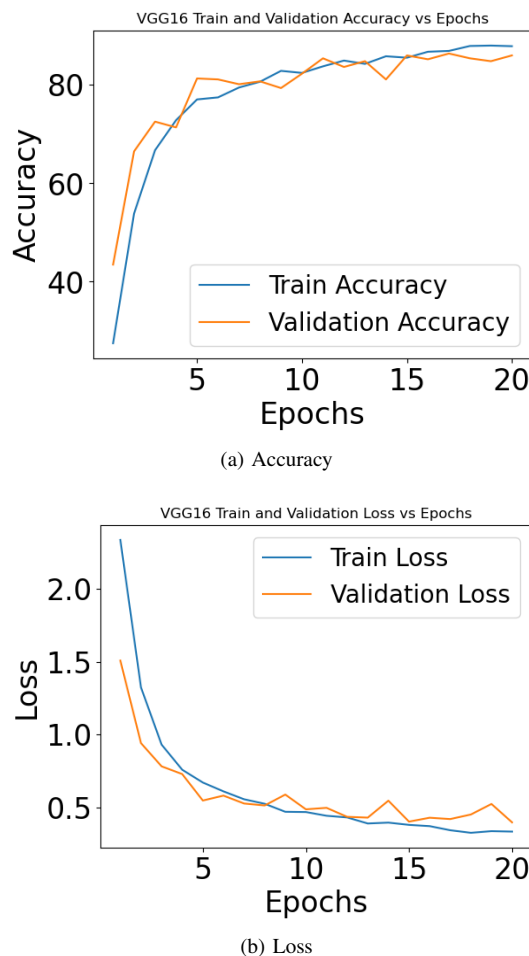 VGG16 Train and Validation Accuracy vs Epochs
80
60
40
Accuracy
Train Accuracy
Validation Accuracy
5
10
15
20
Epochs
(a) Accuracy
VGG16 Train and Validation Loss vs Epochs
2.0
1.5
1.0
0.5
Loss
Train Loss
Validation Loss
5
10
15
20
Epochs
(b) Loss